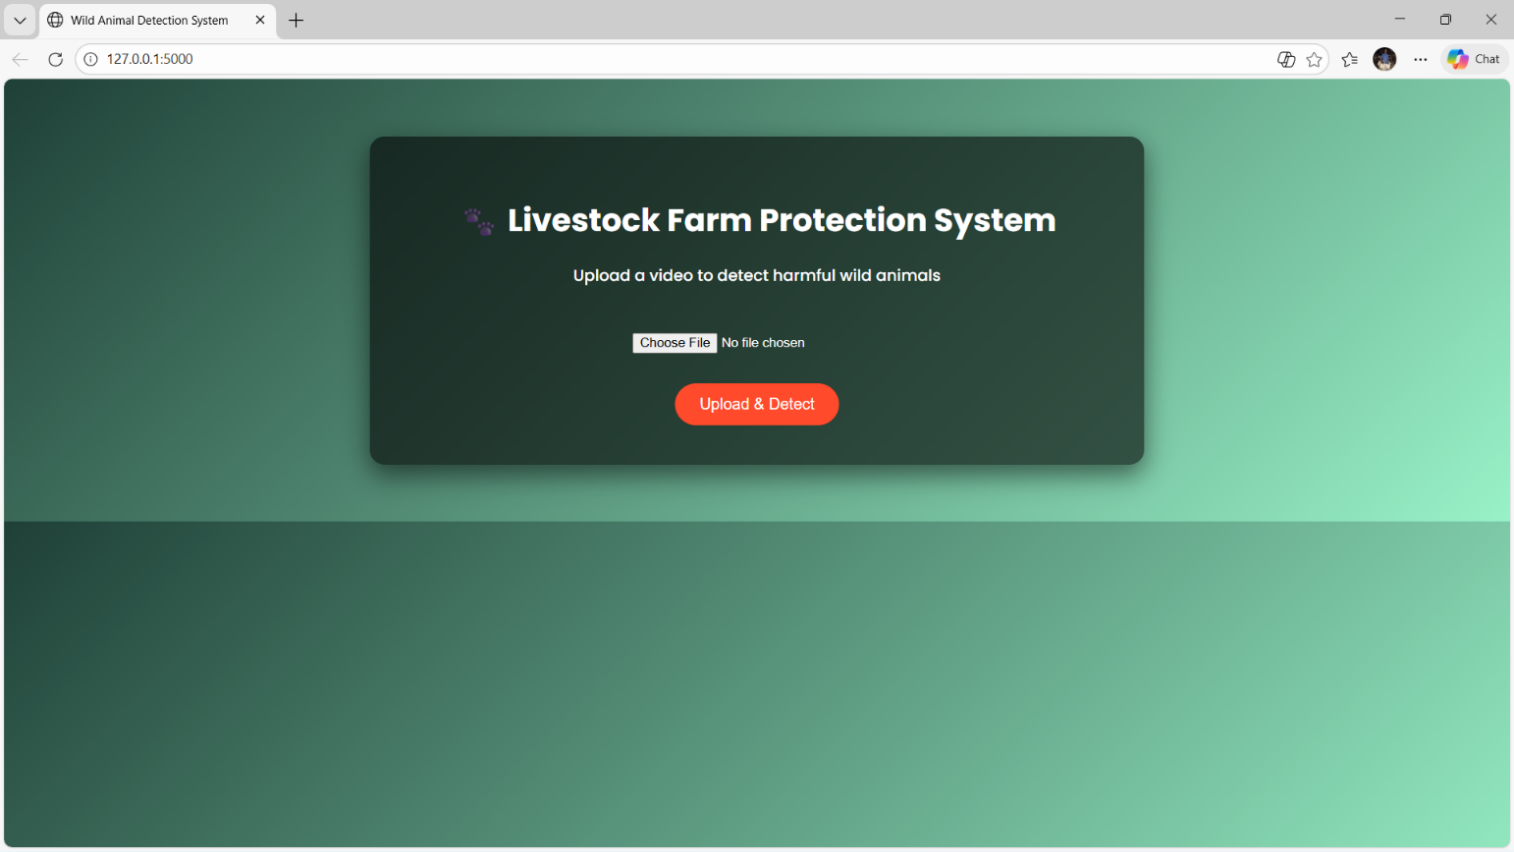 Wild Animal Detection System
127.0.0.1:5000
Chat
Livestock Farm Protection System
Upload a video to detect harmful wild animals
Choose File No file chosen
Upload & Detect